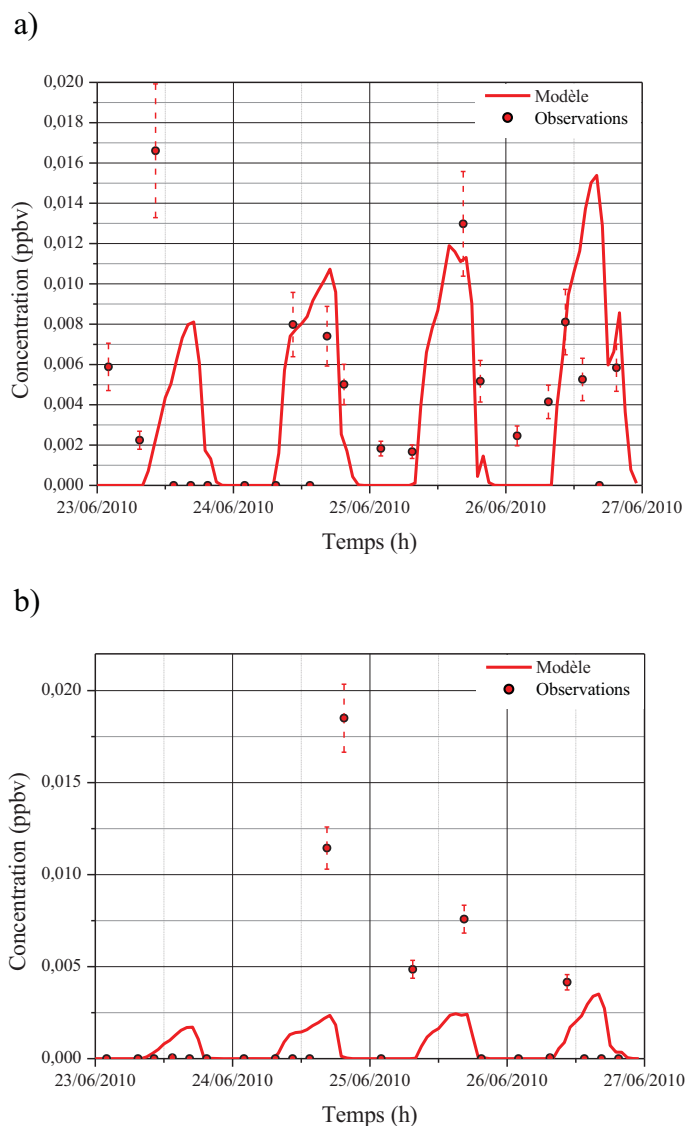 a)
0,020
0,018
0,016
0,014
0,012
0,010
0,008
0,006
0,004
0,002
0,000
Concentration (ppbv)
Modèle
Observations
23/06/2010 24/06/2010 25/06/2010 26/06/2010 27/06/2010
Temps (h)
b)
0,020
0,015
0,010
0,005
0,000
Concentration (ppbv)
Modèle
Observations
23/06/2010 24/06/2010 25/06/2010 26/06/2010 27/06/2010
Temps (h)